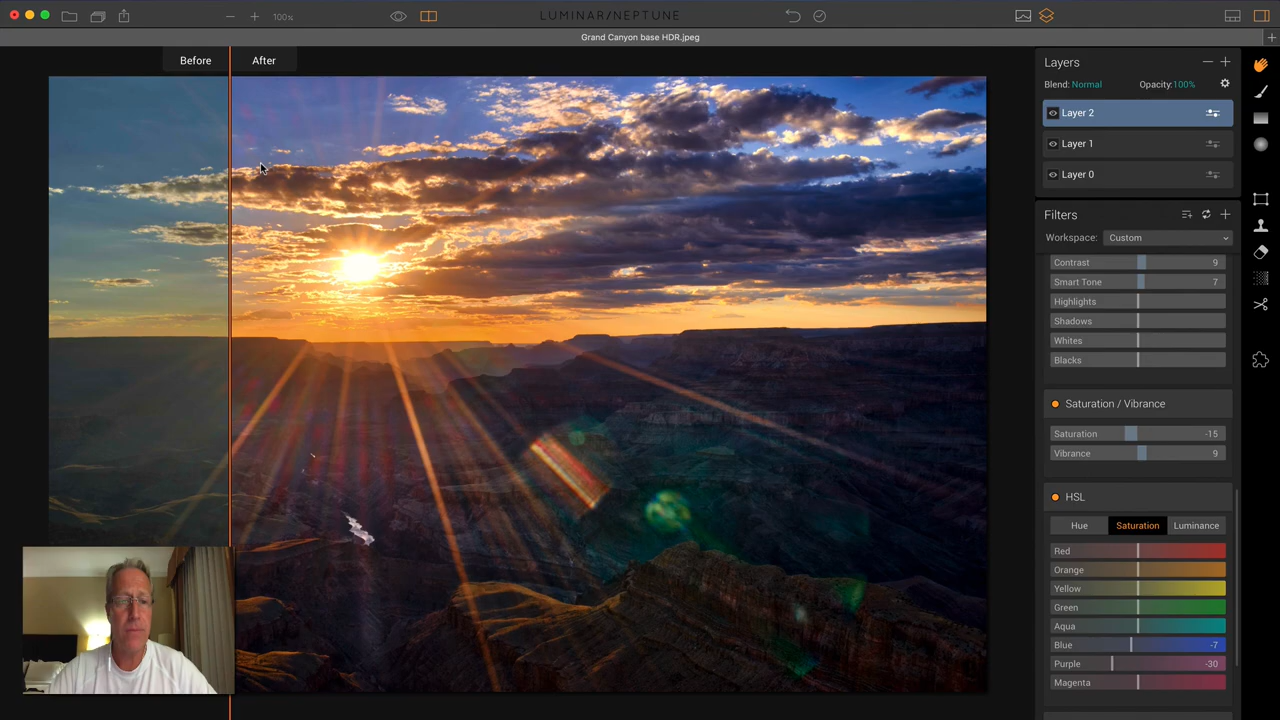 100%
LUMINAR/NEPTUNE
Grand Canyon base HDR.jpeg
Before
After
Layers
Blend: Normal
Opacity: 100%
Layer 2
Layer 1
Layer 0
Filters
Workspace: Custom
Contrast 9
Smart Tone 7
Highlights
Shadows
Whites
Blacks
Saturation / Vibrance
Saturation -15
Vibrance 9
HSL
Hue Saturation Luminance
Red
Orange
Yellow
Green
Aqua
Blue -7
Purple -30
Magenta